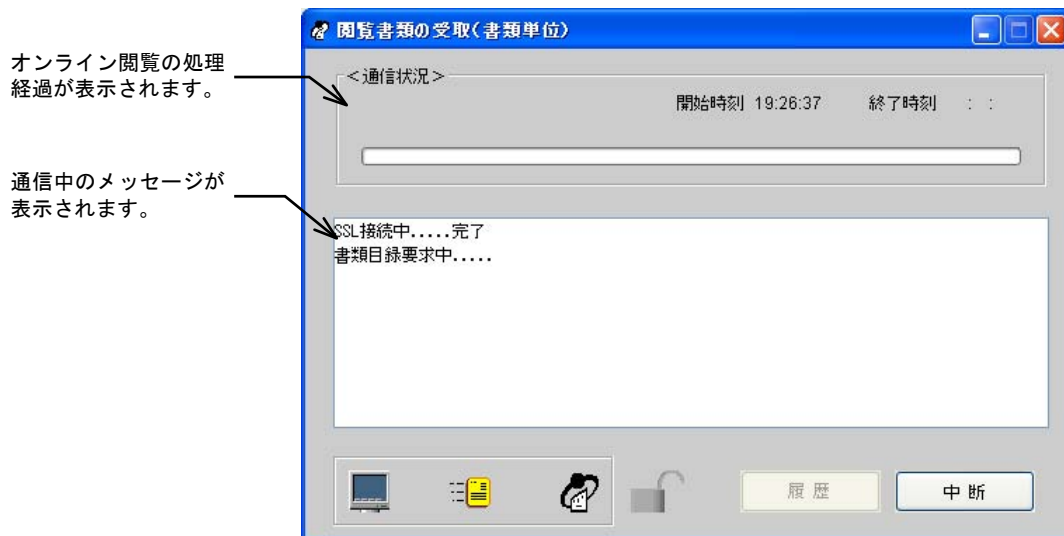 閲覧書類の受取(書類単位)
オンライン閲覧の処理
経過が表示されます。
<通信状況>
開始時刻 19:26:37 終了時刻 : :
通信中のメッセージが
表示されます。
SSL接続中.....完了
書類目録要求中.....
履歴 中断